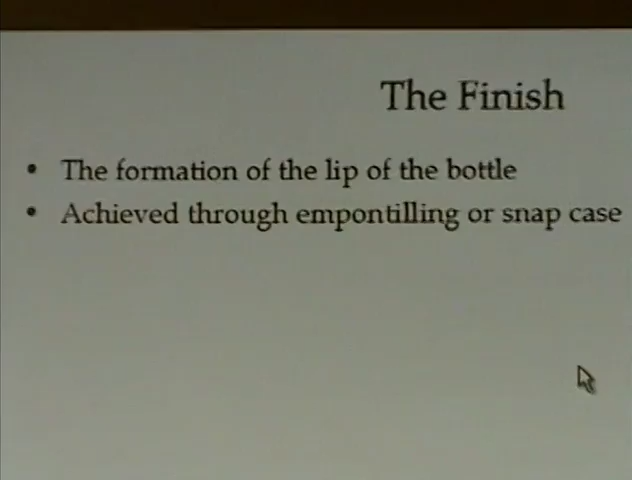 The Finish
• The formation of the lip of the bottle
• Achieved through empontilling or snap case